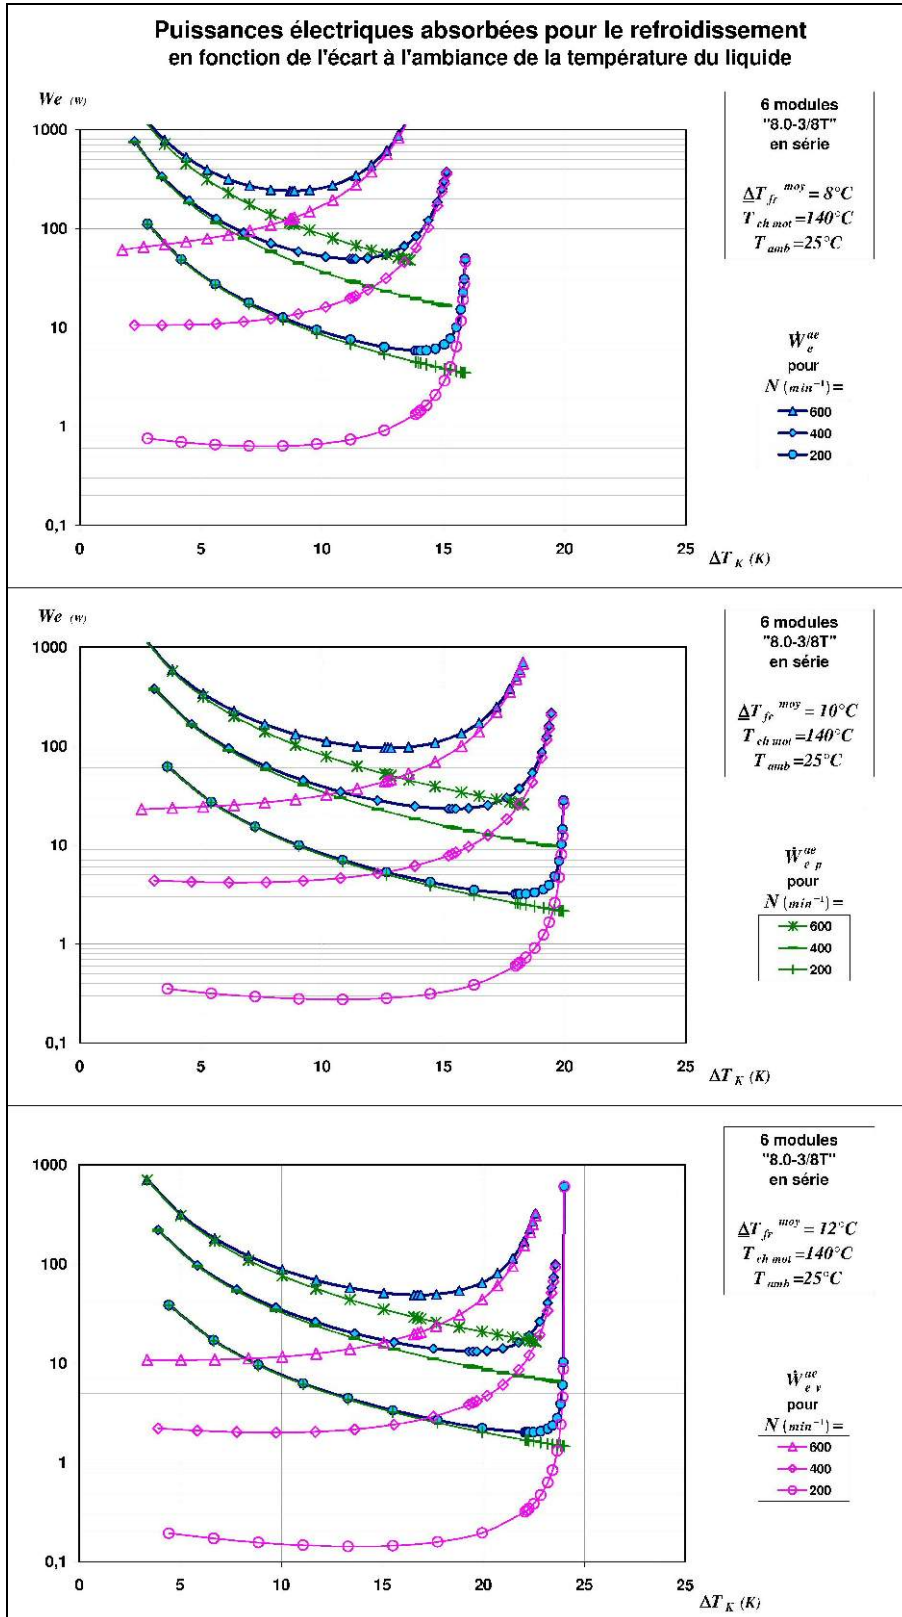 Puissances électriques absorbées pour le refroidissement
en fonction de l'écart à l'ambiance de la température du liquide
We (W)
1000
100
10
1
0,1
0 5 10 15 20 25
ΔT K (K)
6 modules
"8.0-3/8T"
en série
ΔT fr moy = 8°C
T ch mot =140°C
T amb =25°C
Ẇ e ae
pour
N (min⁻¹) =
600
400
200
We (W)
1000
100
10
1
0,1
0 5 10 15 20 25
ΔT K (K)
6 modules
"8.0-3/8T"
en série
ΔT fr moy = 10°C
T ch mot =140°C
T amb =25°C
Ẇ e p ae
pour
N (min⁻¹) =
600
400
200
1000
100
10
1
0,1
0 5 10 15 20 25
ΔT K (K)
6 modules
"8.0-3/8T"
en série
ΔT fr moy = 12°C
T ch mot =140°C
T amb =25°C
Ẇ e v ae
pour
N (min⁻¹) =
600
400
200